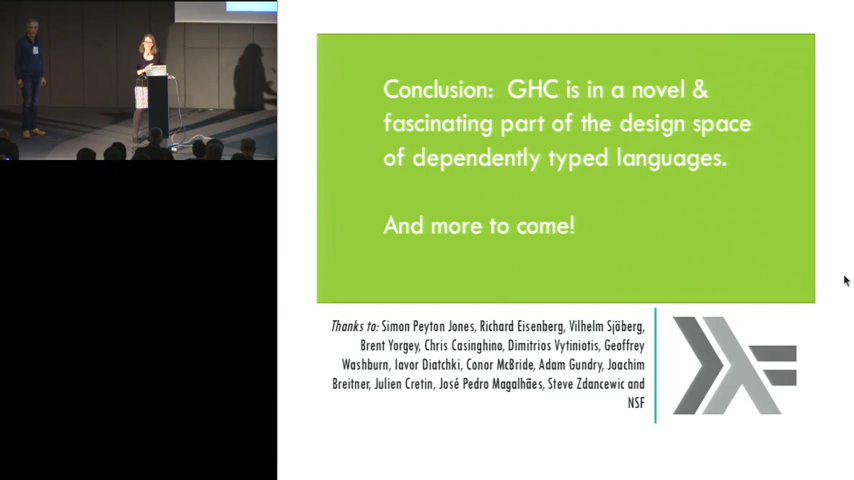 Conclusion: GHC is in a novel &
fascinating part of the design space
of dependently typed languages.
And more to come!
Thanks to: Simon Peyton Jones, Richard Eisenberg, Vilhelm Sjöberg,
Brent Yorgey, Chris Casinghino, Dimitrios Vytiniotis, Geoffrey
Washburn, Iavor Diatchki, Conor McBride, Adam Gundry, Joachim
Breitner, Julien Cretin, José Pedro Magalhães, Steve Zdancewic and
NSF